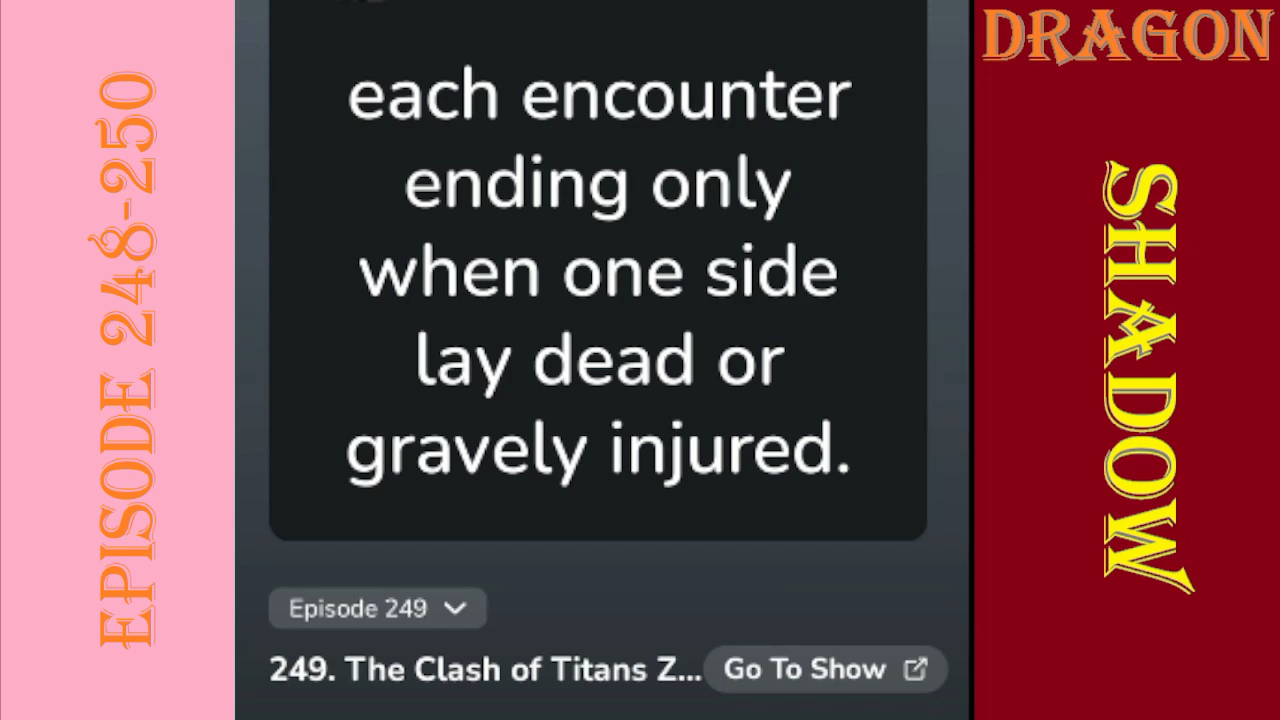 EPISODE 248-250
each encounter
ending only
when one side
lay dead or
gravely injured.
Episode 249
249. The Clash of Titans Z...
Go To Show
DRAGON
SHADOW